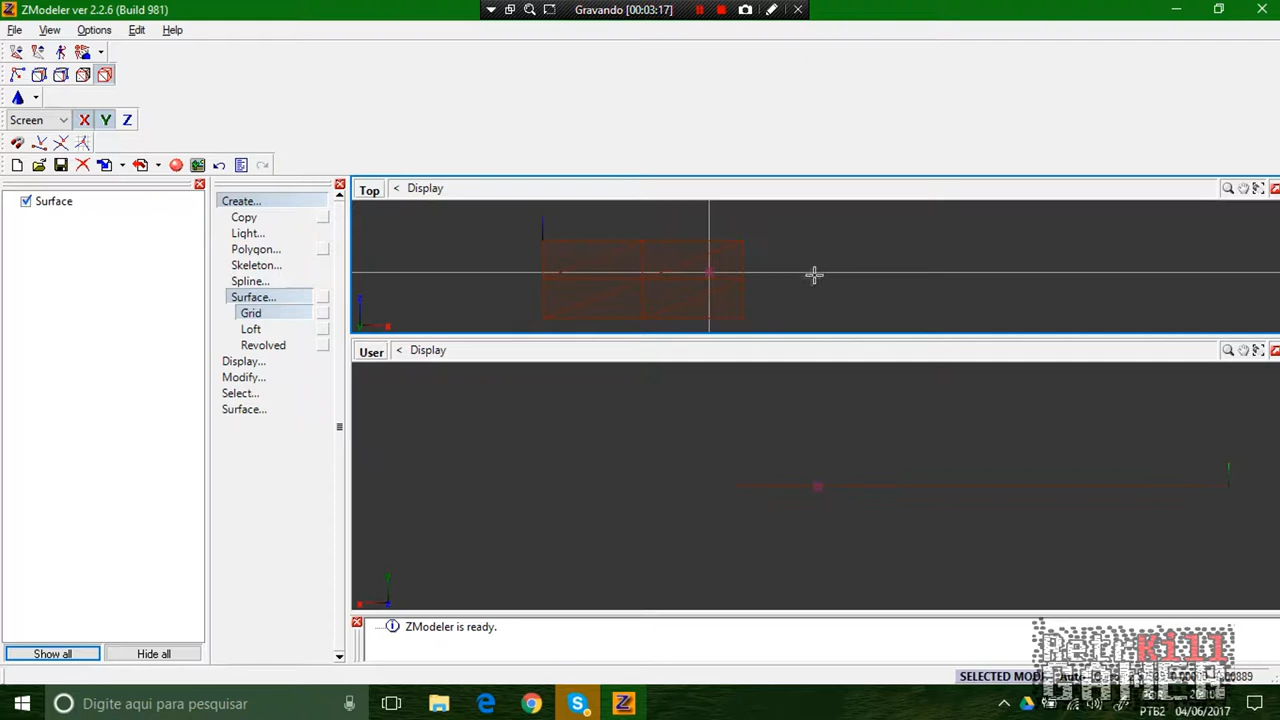 ZModeler ver 2.2.6 (Build 981)
Gravando [00:03:17]
File View Options Edit Help
Screen X Y Z
Surface
Create...
Copy
Light...
Polygon...
Skeleton...
Spline...
Surface...
Grid
Loft
Revolved
Display...
Modify...
Select...
Surface...
Top < Display
User < Display
ZModeler is ready.
Show all Hide all
SELECTED MODE
Retrokill
GAMER
Digite aqui para pesquisar
PTB2 04/06/2017